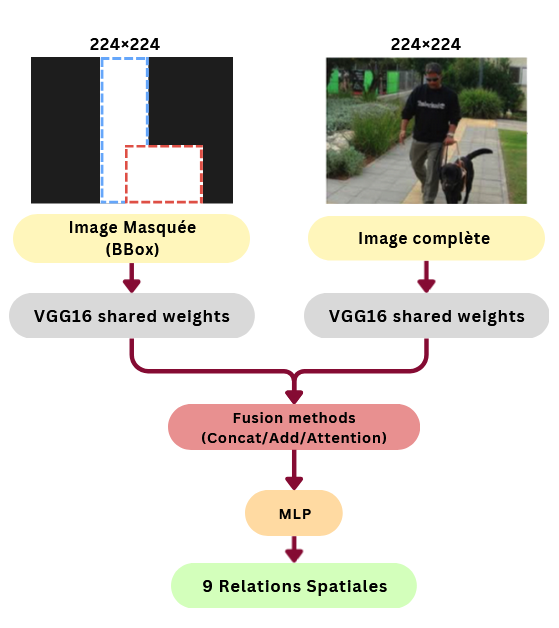 224×224
224×224
Image Masquée
(BBox)
Image complète
VGG16 shared weights
VGG16 shared weights
Fusion methods
(Concat/Add/Attention)
MLP
9 Relations Spatiales